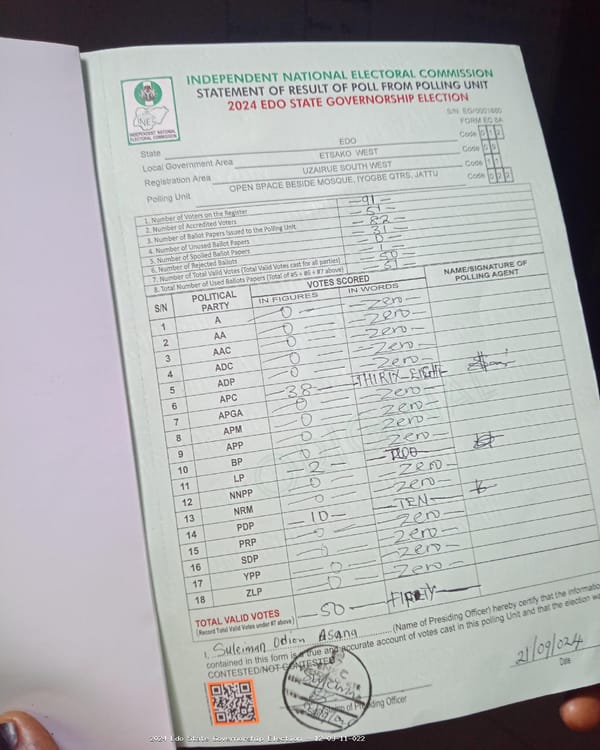 INDEPENDENT NATIONAL ELECTORAL COMMISSION
STATEMENT OF RESULT OF POLL FROM POLLING UNIT
2024 EDO STATE GOVERNORSHIP ELECTION
INEC
INDEPENDENT NATIONAL ELECTORAL COMMISSION
S/N: EG/0001860
FORM EC 8A
State EDO Code 0 1 2
Local Government Area ETSAKO WEST Code 0 9
Registration Area UZAIRUE SOUTH WEST Code 1 1
Polling Unit OPEN SPACE BESIDE MOSQUE, IYOGBE QTRS, JATTU Code 0 2 2
1. Number of Voters on the Register -91-
2. Number of Accredited Voters -51-
3. Number of Ballot Papers Issued to the Polling Unit -82-
4. Number of Unused Ballot Papers -31-
5. Number of Spoiled Ballot Papers -0-
6. Number of Rejected Ballots -1-
7. Number of Total Valid Votes (Total Valid Votes cast for all parties) -50-
8. Total Number of Used Ballots Papers (Total of #5 + #6 + #7 above) -51-
S/N POLITICAL PARTY VOTES SCORED IN FIGURES IN WORDS NAME/SIGNATURE OF POLLING AGENT
1 A 0 Zero
2 AA 0 Zero
3 AAC 0 Zero
4 ADC 0 Zero
5 ADP 0 Zero
6 APC -38- THIRTY-EIGHT
7 APGA 0 Zero
8 APM 0 Zero
9 APP 0 Zero
10 BP 0 Zero
11 LP -2- TWO
12 NNPP 0 Zero
13 NRM 0 Zero
14 PDP -10- -TEN-
15 PRP 0 Zero
16 SDP 0 Zero
17 YPP 0 Zero
18 ZLP 0 Zero
TOTAL VALID VOTES -50- FIFTY
(Record Total Valid Votes under #7 above)
I, Suleiman Odion Asana (Name of Presiding Officer) hereby certify that the information
contained in this form is a true and accurate account of votes cast in this polling Unit and that the election was
CONTESTED/NOT CONTESTED
21/09/024
of Presiding Officer
Date
2024 Edo State Governorship Election - 12-09-11-022